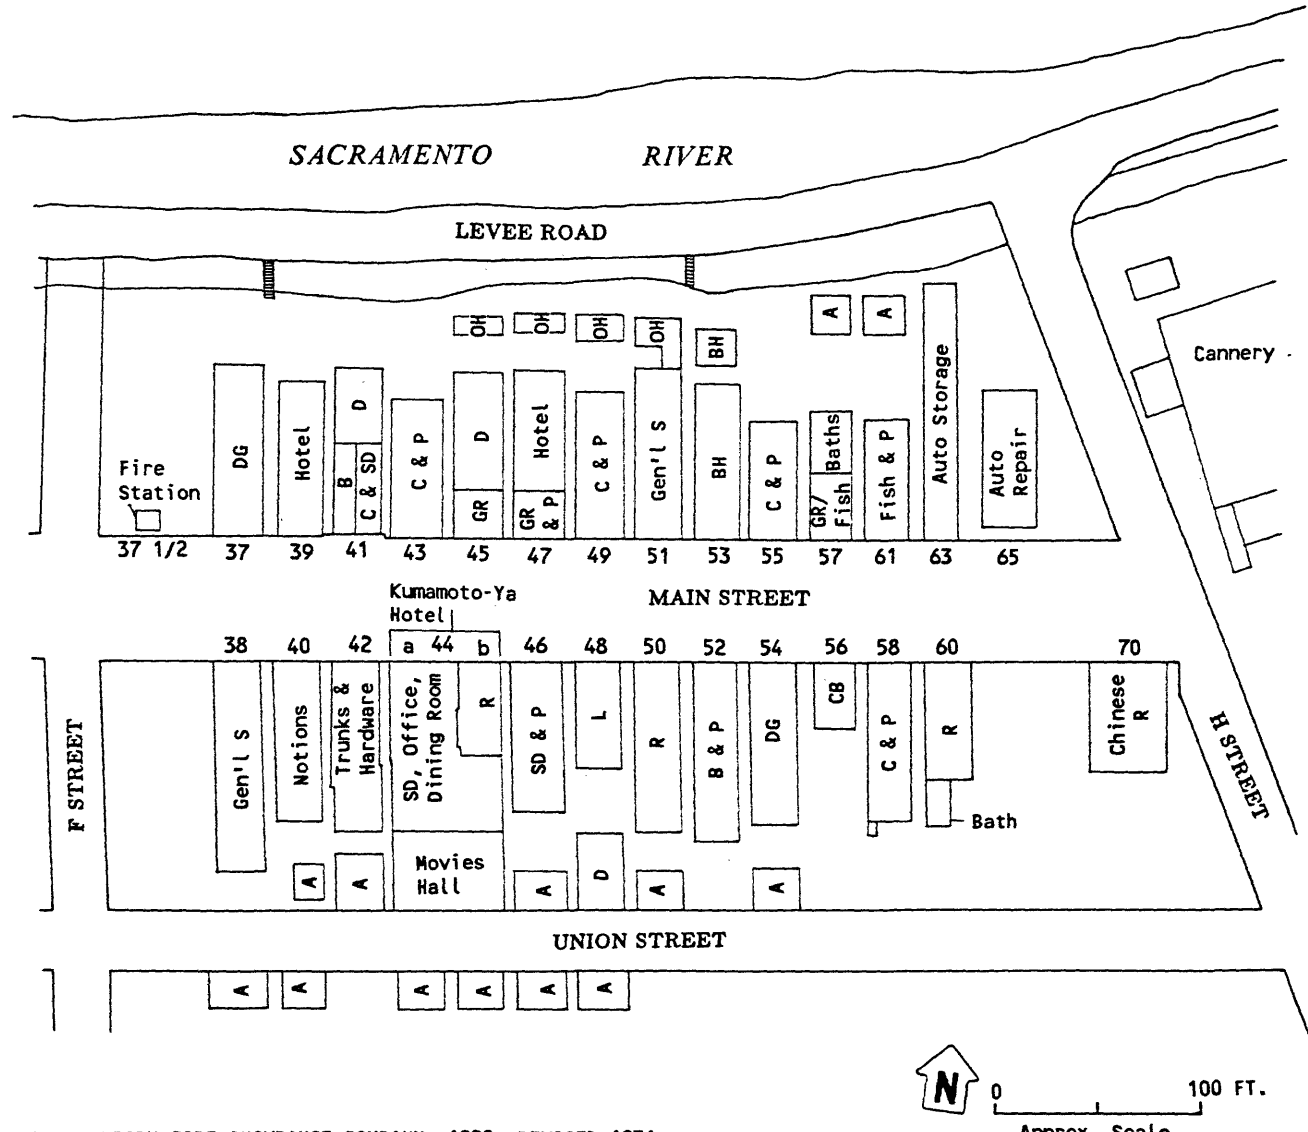 SACRAMENTO RIVER
LEVEE ROAD
OH
OH
OH
OH
BH
A
A
Cannery
Fire
Station
DG
Hotel
D
B
C & SD
C & P
D
GR
Hotel
GR
& P
C & P
Gen'l S
BH
C & P
Baths
GR/
Fish
Fish & P
Auto Storage
Auto
Repair
37 1/2 37 39 41 43 45 47 49 51 53 55 57 61 63 65
MAIN STREET
Kumamoto-Ya
Hotel
38 40 42 a 44 b 46 48 50 52 54 56 58 60 70
Gen'l S
Notions
Trunks &
Hardware
SD, Office,
Dining Room
R
SD & P
L
R
B & P
DG
CB
C & P
R
Chinese
R
Bath
F STREET
H STREET
A
A
Movies
Hall
A
D
A
A
UNION STREET
A
A
A
A
A
A
N
0 100 FT.
Approx. Scale